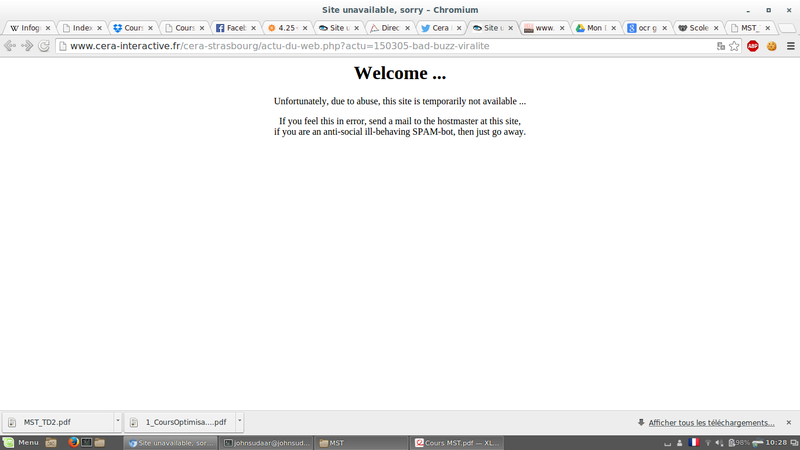 Site unavailable, sorry – Chromium
Infog
Index
Cours
Cours
Faceb
4.25
Site u
Direc
Cera
Site u
www.
Mon
ocr g
Scole
MST_
www.cera-interactive.fr/cera-strasbourg/actu-du-web.php?actu=150305-bad-buzz-viralite
ABP
Welcome ...
Unfortunately, due to abuse, this site is temporarily not available ...
If you feel this in error, send a mail to the hostmaster at this site,
if you are an anti-social ill-behaving SPAM-bot, then just go away.
MST_TD2.pdf
1_CoursOptimisa....pdf
Afficher tous les téléchargements...
Menu
Site unavailable, sor...
johnsudaar@johnsud...
MST
Cours MST.pdf — XL...
98%
10:28